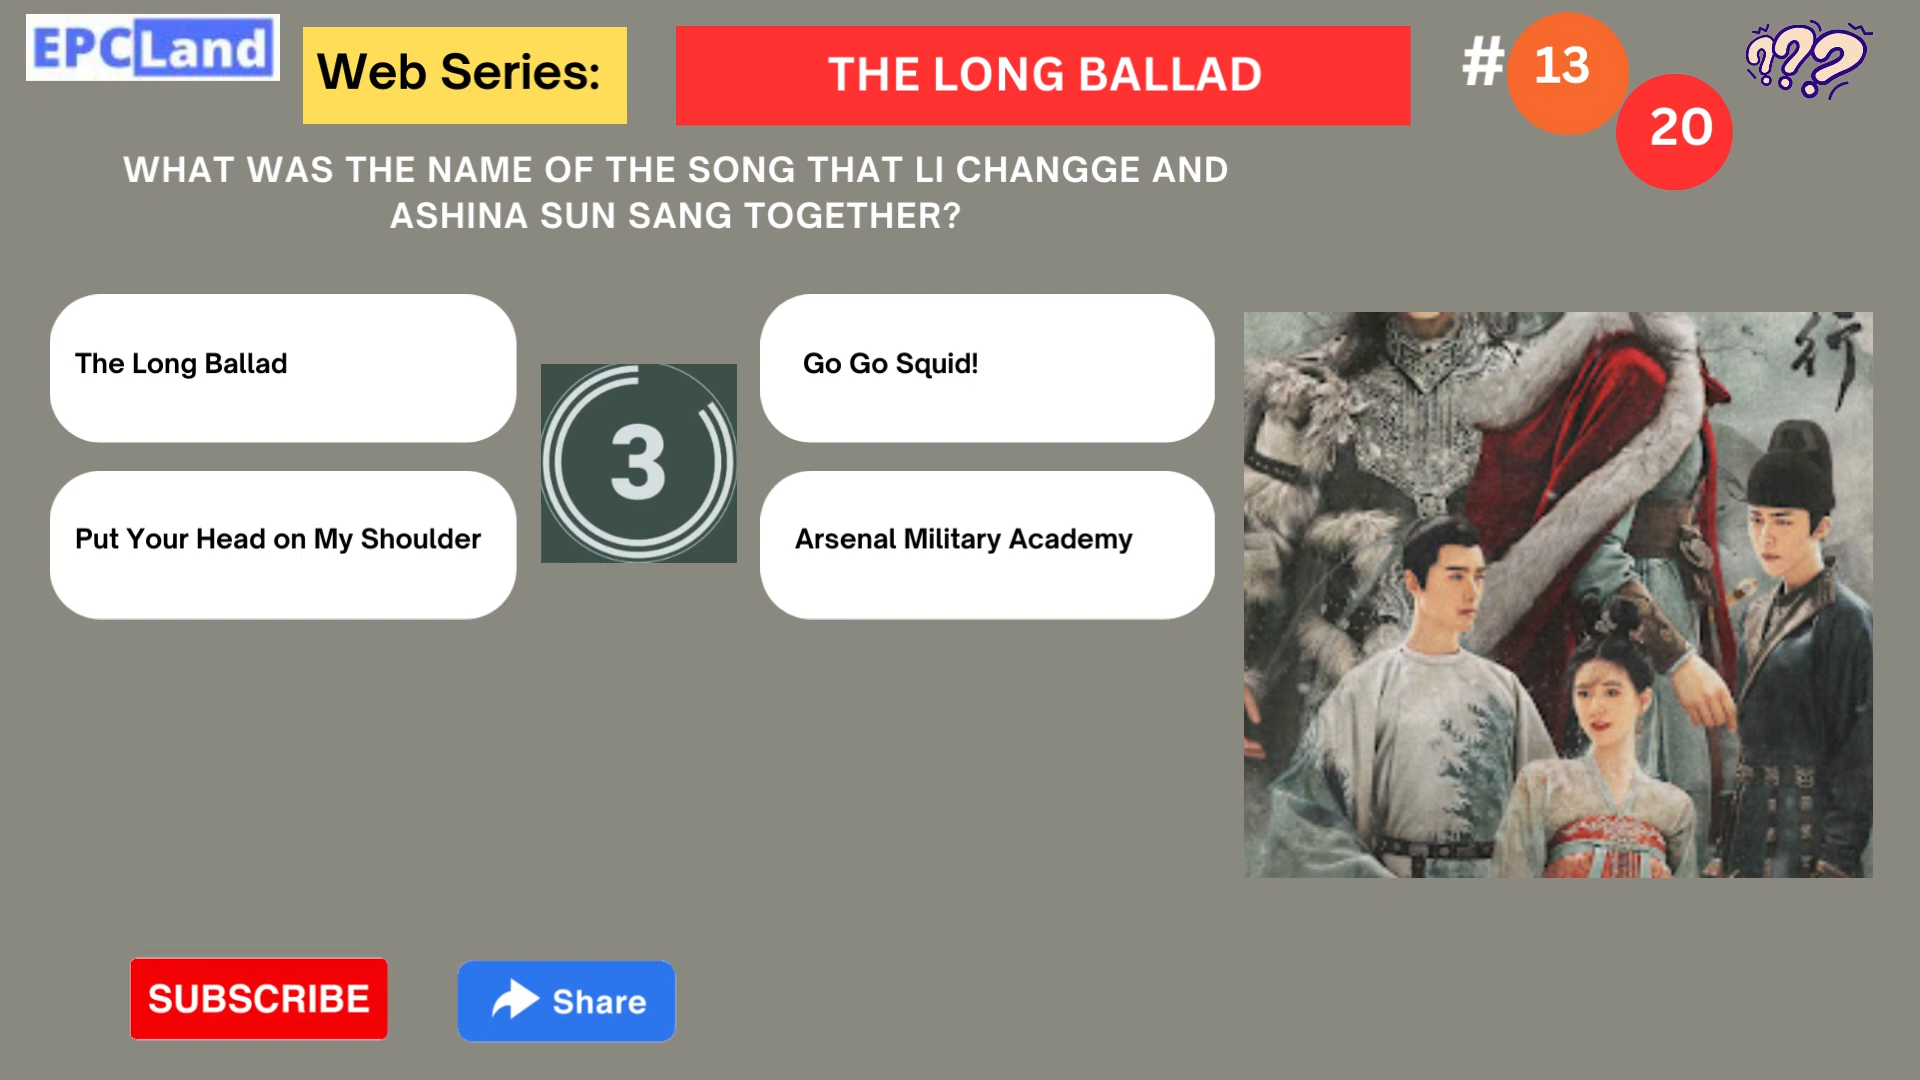 EPCLand
Web Series:
THE LONG BALLAD
# 13
20
???
WHAT WAS THE NAME OF THE SONG THAT LI CHANGGE AND
ASHINA SUN SANG TOGETHER?
The Long Ballad
Go Go Squid!
3
Put Your Head on My Shoulder
Arsenal Military Academy
行
SUBSCRIBE
Share